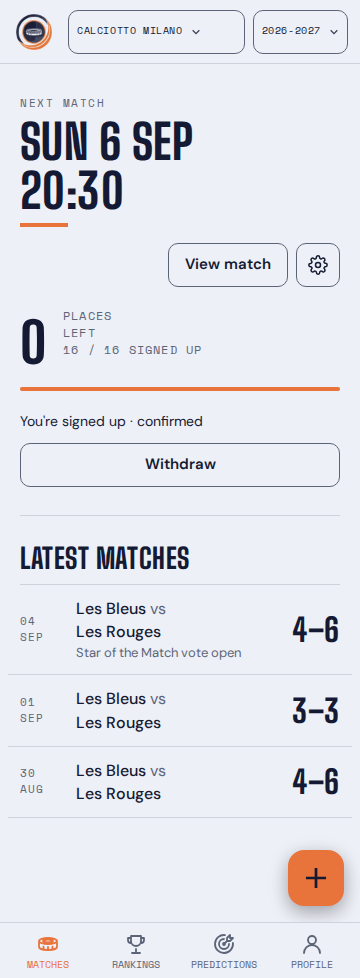 CALCIOTTO MILANO
2026-2027
NEXT MATCH
SUN 6 SEP
20:30
View match
0
PLACES
LEFT
16 / 16 SIGNED UP
You're signed up · confirmed
Withdraw
LATEST MATCHES
04
SEP
Les Bleus vs
Les Rouges
Star of the Match vote open
4–6
01
SEP
Les Bleus vs
Les Rouges
3–3
30
AUG
Les Bleus vs
Les Rouges
4–6
MATCHES
RANKINGS
PREDICTIONS
PROFILE